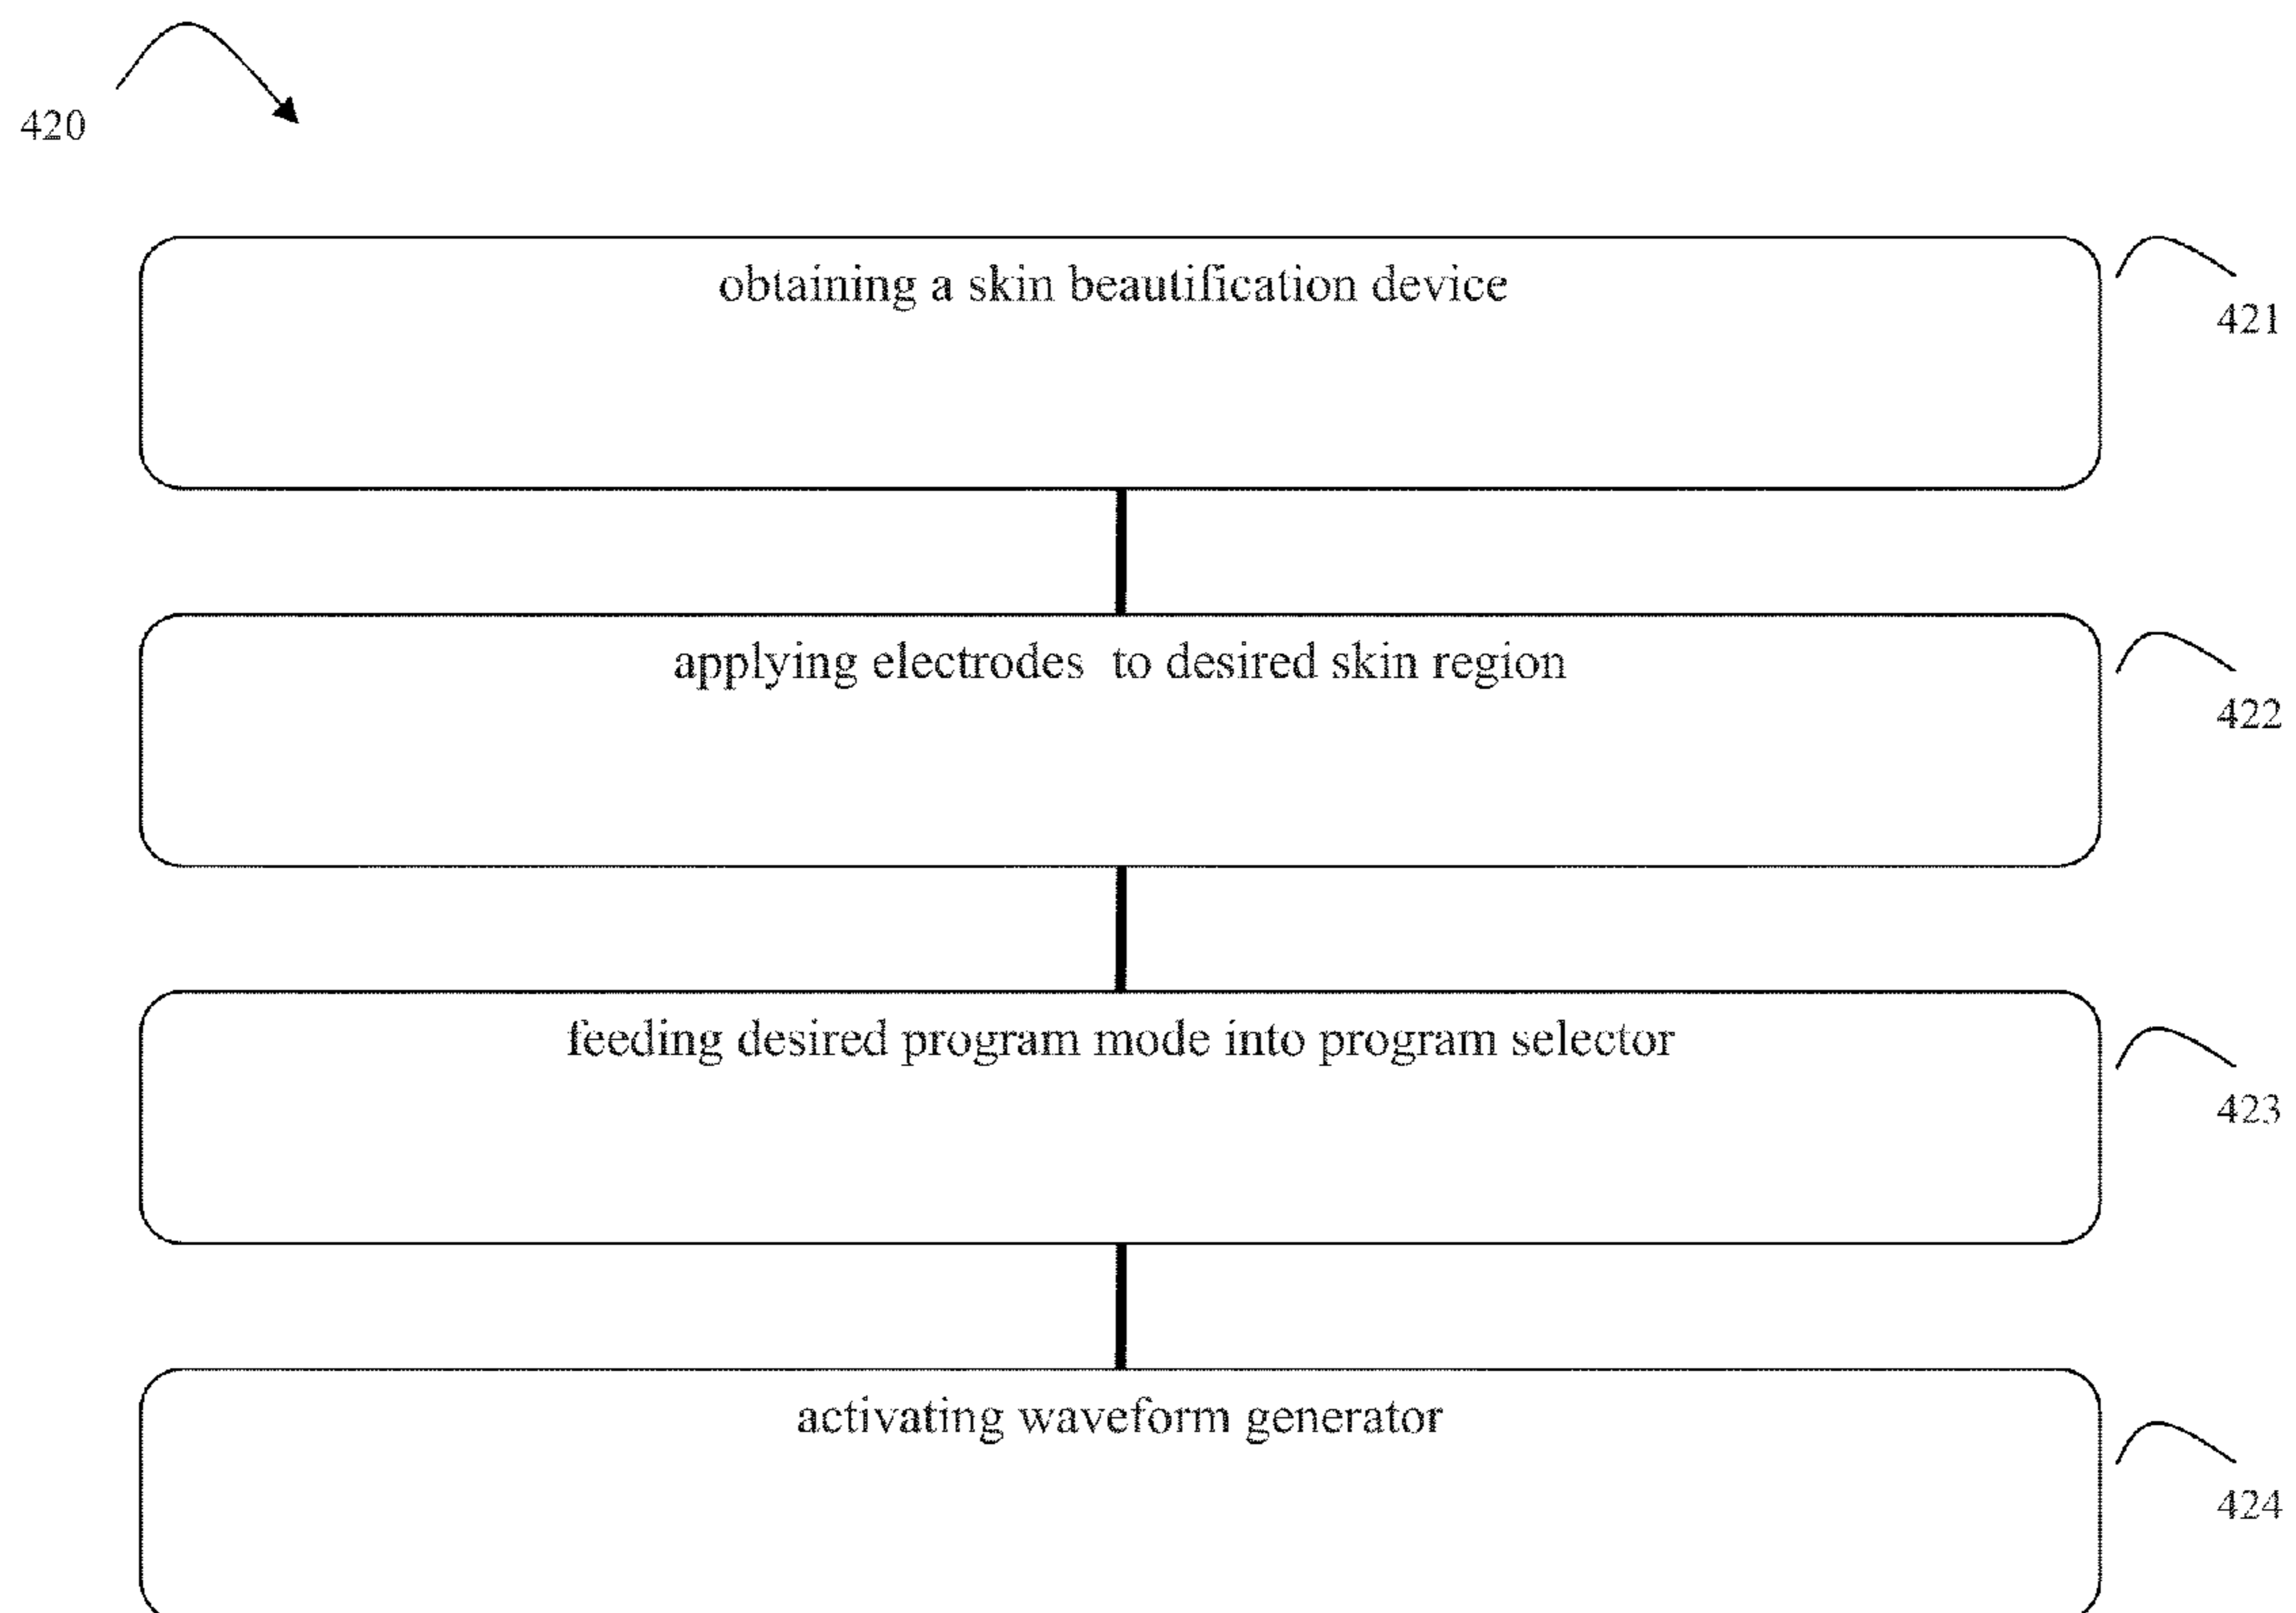 420
obtaining a skin beautification device
421
applying electrodes to desired skin region
422
feeding desired program mode into program selector
423
activating waveform generator
424